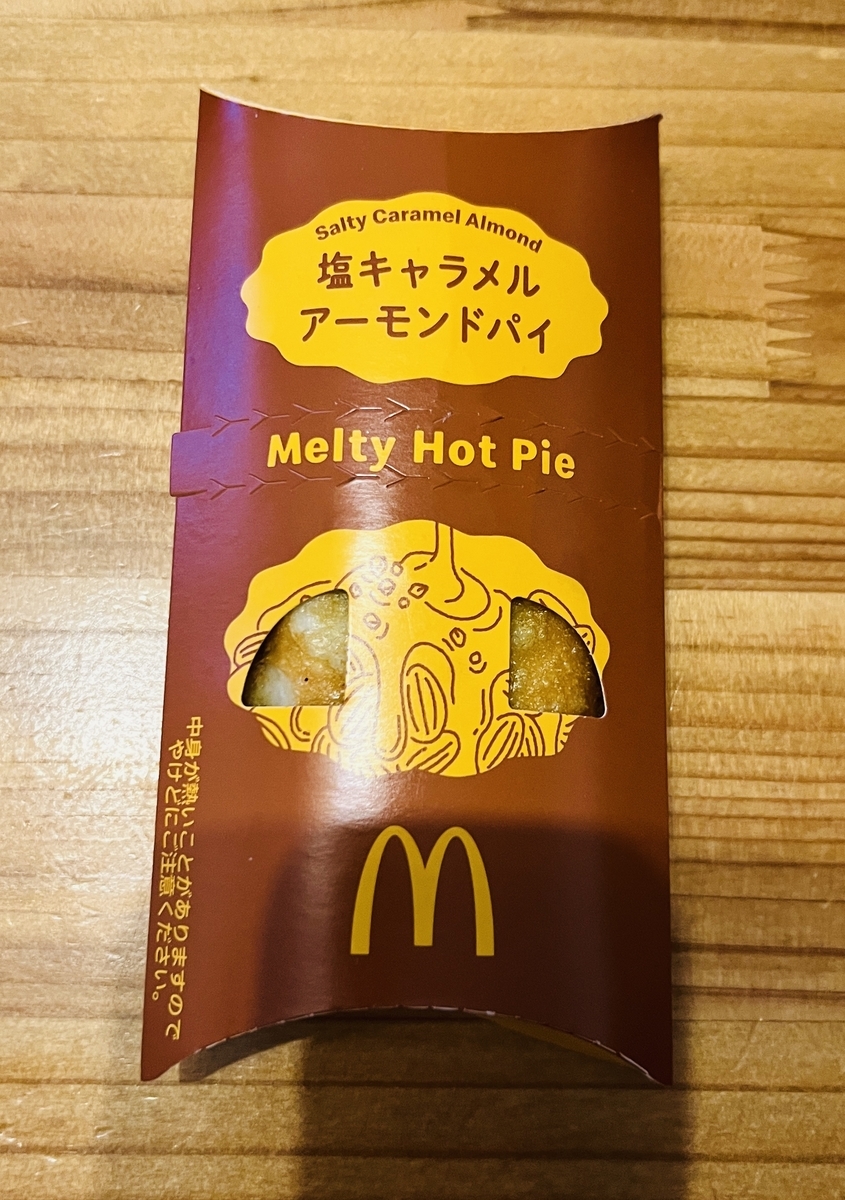 Salty Caramel Almond
塩キャラメル
アーモンドパイ
Melty Hot Pie
中身が熱いことがありますので
やけどにご注意ください。